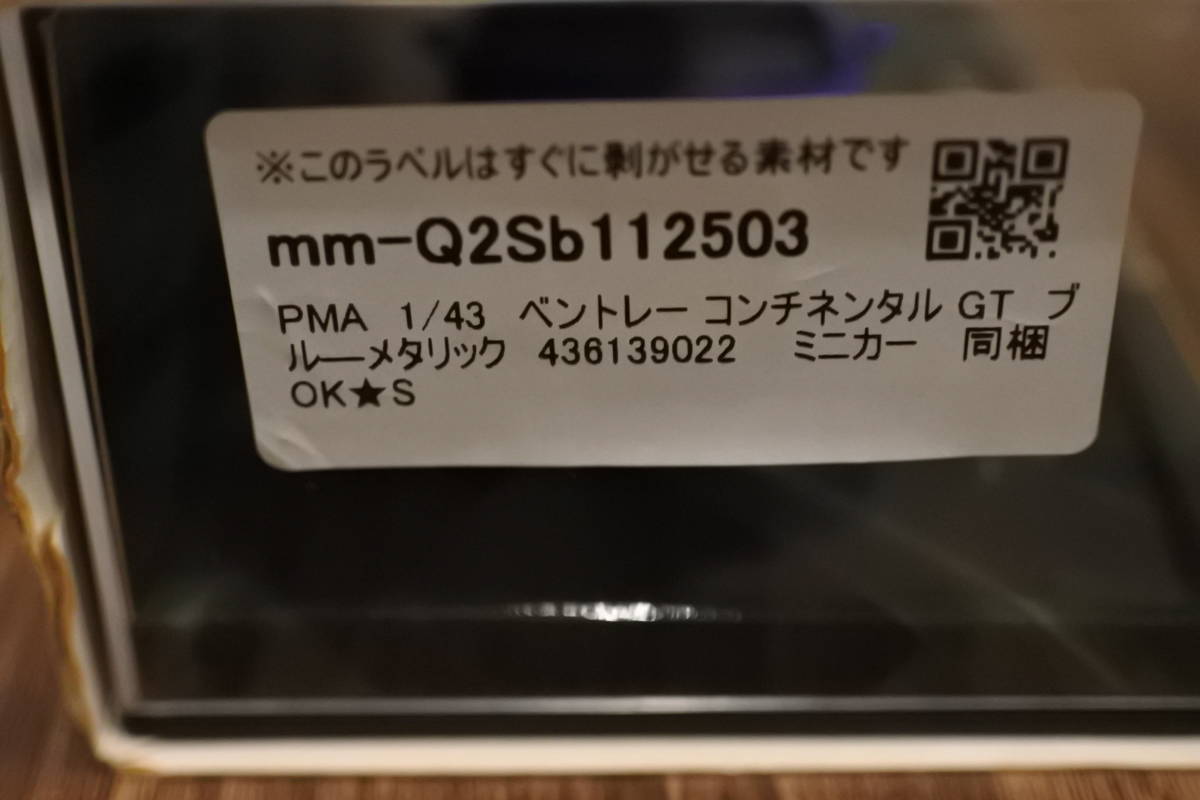 ※このラベルはすぐに剥がせる素材です
mm-Q2Sb112503
PMA 1/43 ベントレー コンチネンタル GT ブ
ルーメタリック 436139022 ミニカー 同梱
OK★S